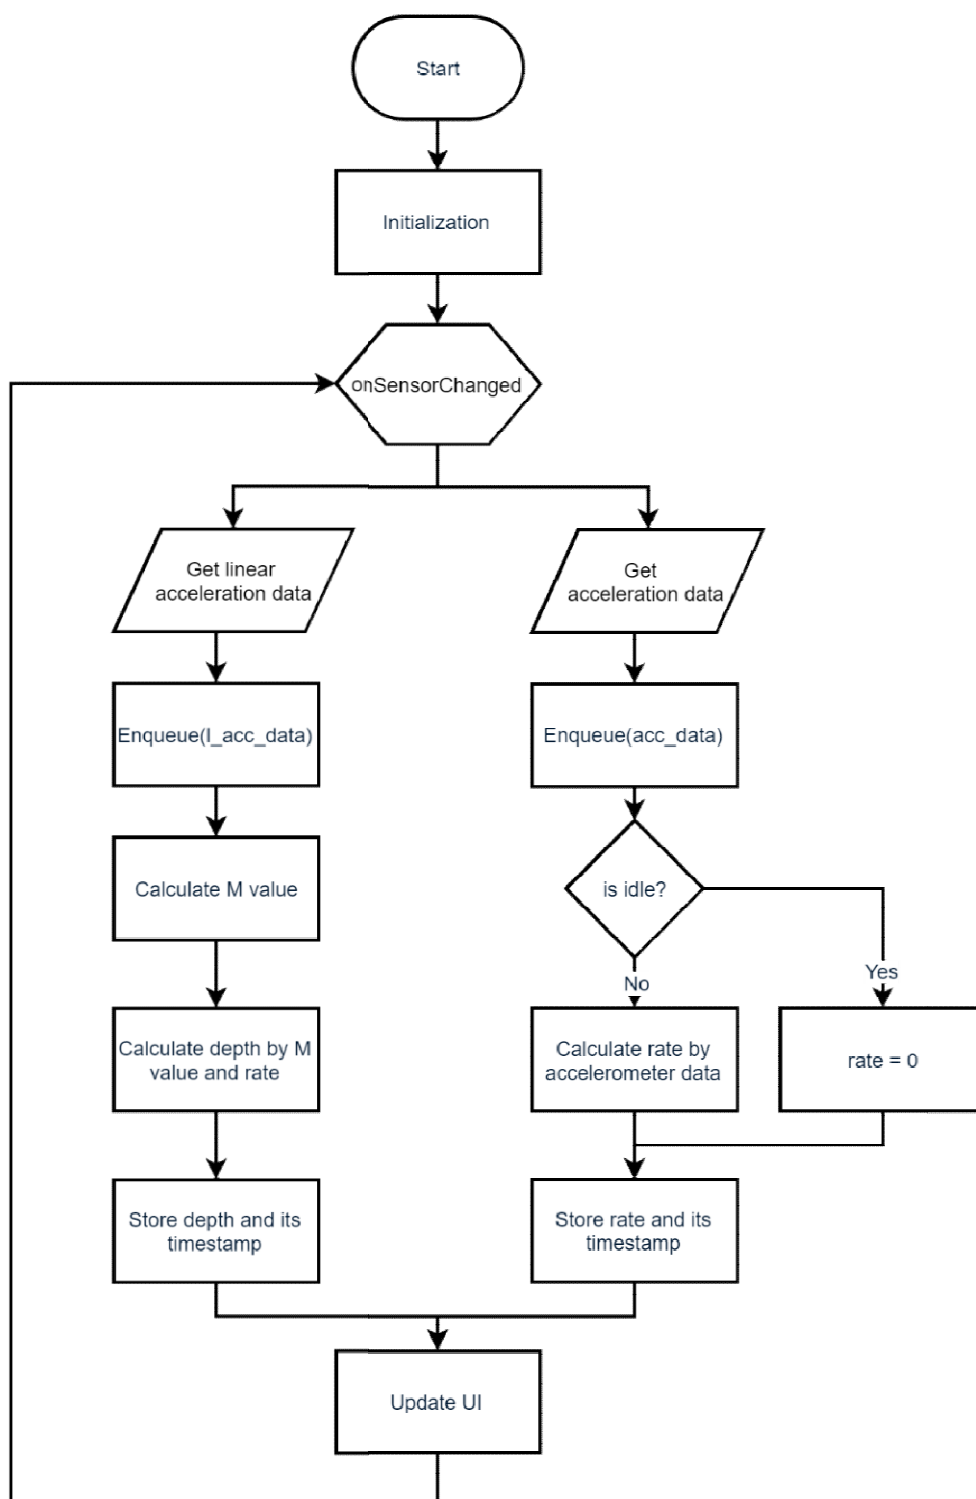 Start
Initialization
onSensorChanged
Get linear
acceleration data
Get
acceleration data
Enqueue(l_acc_data)
Enqueue(acc_data)
Calculate M value
is idle?
No
Yes
Calculate depth by M
value and rate
Calculate rate by
accelerometer data
rate = 0
Store depth and its
timestamp
Store rate and its
timestamp
Update UI